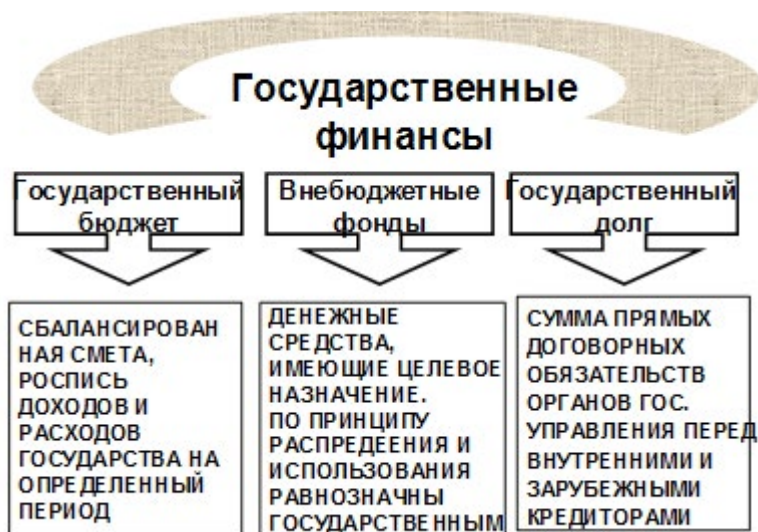 Государственные
финансы
Государственный
бюджет
Внебюджетные
фонды
Государственный
долг
СБАЛАНСИРОВАН
НАЯ СМЕТА,
РОСПИСЬ
ДОХОДОВ И
РАСХОДОВ
ГОСУДАРСТВА НА
ОПРЕДЕЛЕННЫЙ
ПЕРИОД
ДЕНЕЖНЫЕ
СРЕДСТВА,
ИМЕЮЩИЕ ЦЕЛЕВОЕ
НАЗНАЧЕНИЕ.
ПО ПРИНЦИПУ
РАСПРЕДЕЕНИЯ И
ИСПОЛЬЗОВАНИЯ
РАВНОЗНАЧНЫ
ГОСУДАРСТВЕННЫМ
СУММА ПРЯМЫХ
ДОГОВОРНЫХ
ОБЯЗАТЕЛЬСТВ
ОРГАНОВ ГОС.
УПРАВЛЕНИЯ ПЕРЕД
ВНУТРЕННИМИ И
ЗАРУБЕЖНЫМИ
КРЕДИТОРАМИ